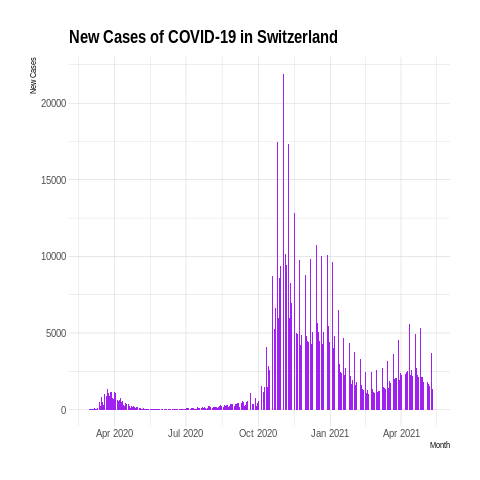 New Cases of COVID-19 in Switzerland
New Cases
20000
15000
10000
5000
0
Apr 2020 Jul 2020 Oct 2020 Jan 2021 Apr 2021
Month